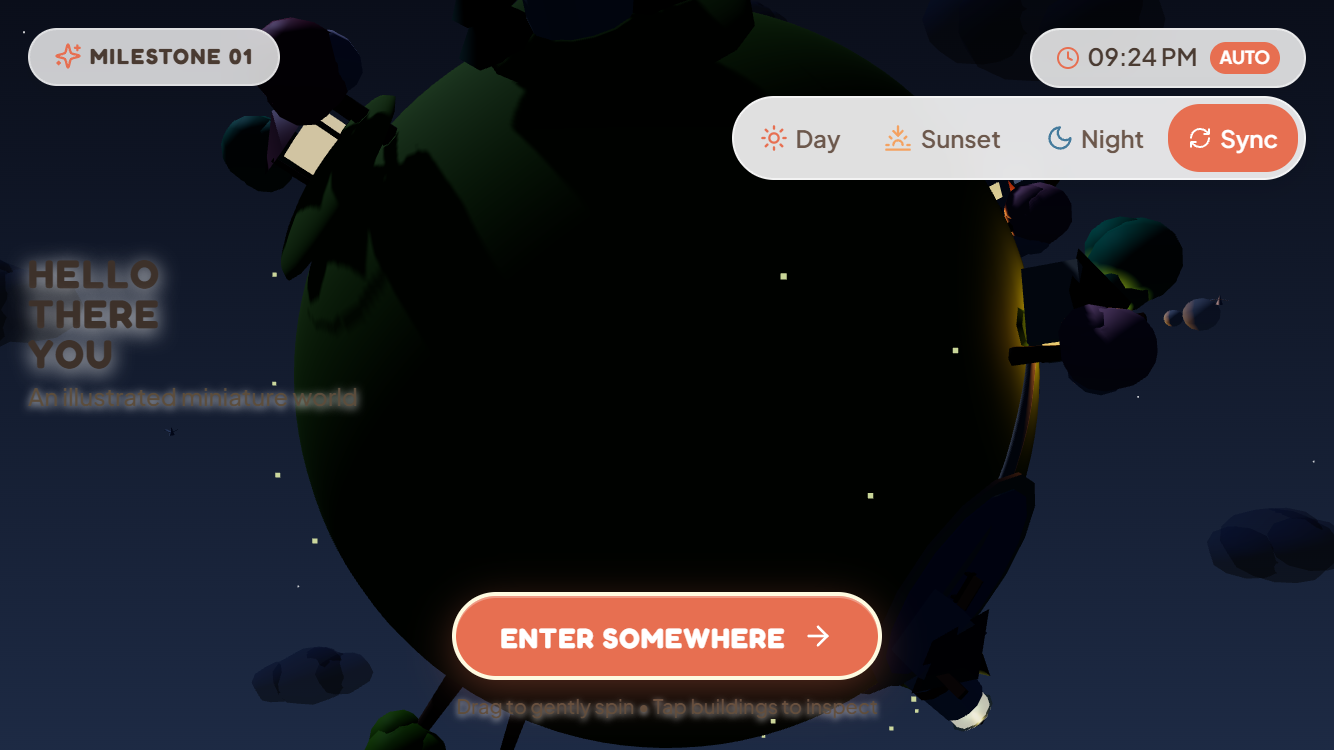 MILESTONE 01
09:24 PM AUTO
Day Sunset Night Sync
HELLO
THERE
YOU
An illustrated miniature world
ENTER SOMEWHERE
Drag to gently spin • Tap buildings to inspect